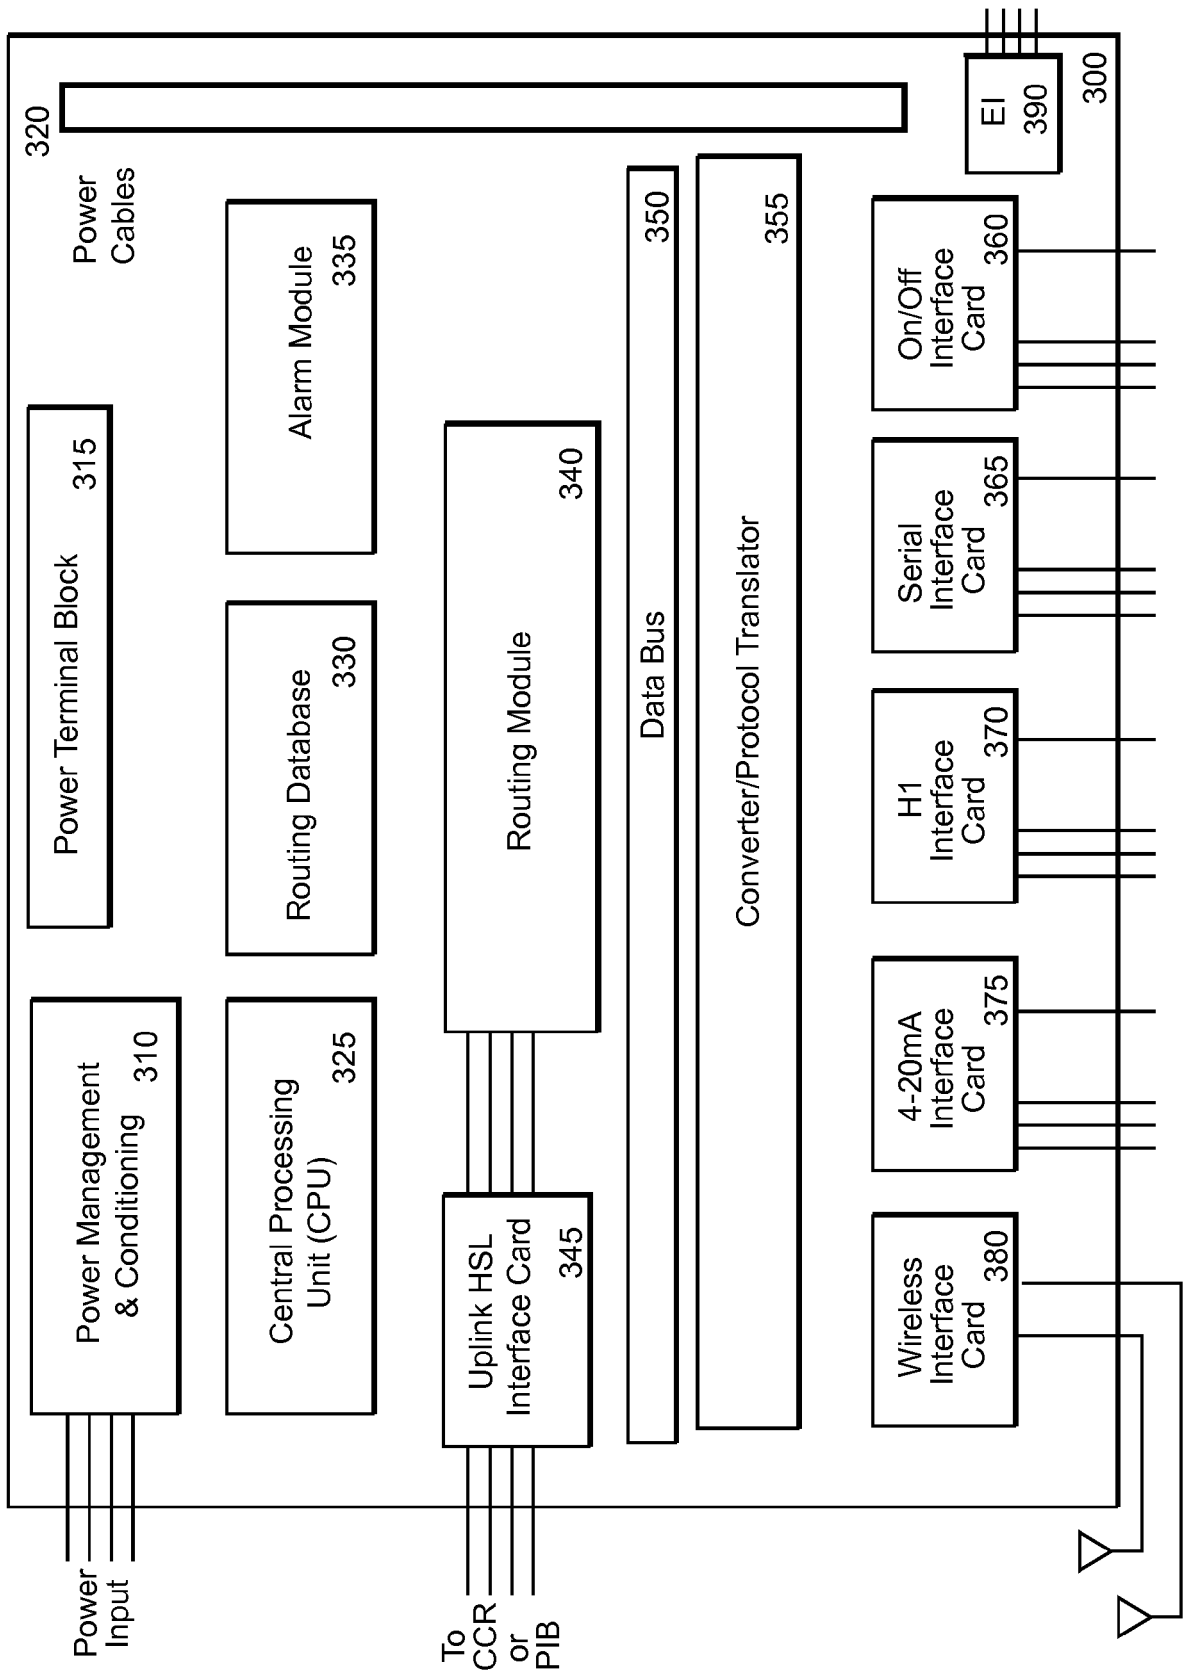 Power
Input
Power Management
& Conditioning
310
Power Terminal Block
315
Power
Cables
320
Central Processing
Unit (CPU)
325
Routing Database
330
Alarm Module
335
To
CCR
or
PIB
Uplink HSL
Interface Card
345
Routing Module
340
Data Bus
350
Converter/Protocol Translator
355
Wireless
Interface
Card
380
4-20mA
Interface
Card
375
H1
Interface
Card
370
Serial
Interface
Card
365
On/Off
Interface
Card
360
EI
390
300